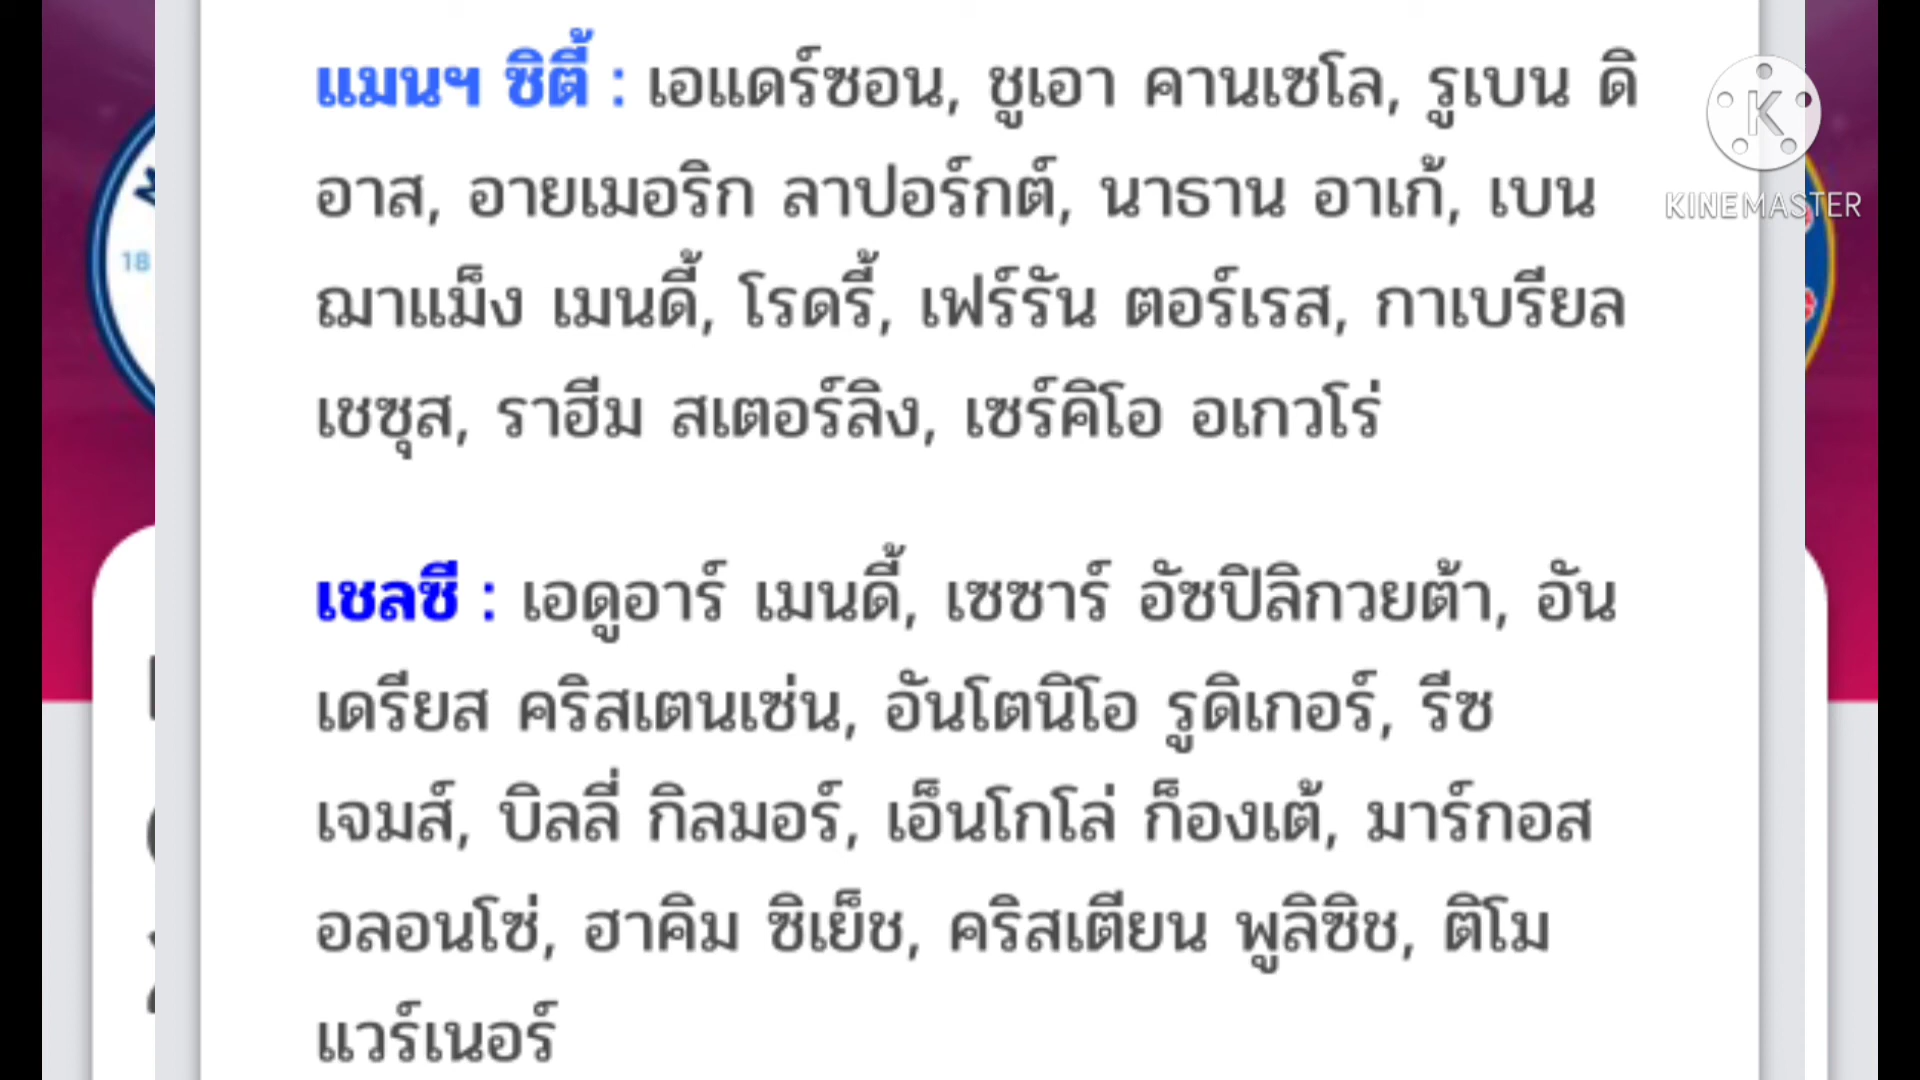 แมนฯ ซิตี้ : เอแดร์ซอน, ชูเอา คานเซโล, รูเบน ดิ
อาส, อายเมอริก ลาปอร์กต์, นาธาน อาเก้, เบน
ฌาแม็ง เมนดี้, โรดรี้, เฟร์รัน ตอร์เรส, กาเบรียล
เชซุส, ราฮีม สเตอร์ลิง, เซร์คิโอ อเกวโร่
เชลซี : เอดูอาร์ เมนดี้, เซซาร์ อัซปิลิกวยต้า, อัน
เดรียส คริสเตนเซ่น, อันโตนิโอ รูดิเกอร์, รีซ
เจมส์, บิลลี่ กิลมอร์, เอ็นโกโล่ ก็องเต้, มาร์กอส
อลอนโซ่, ฮาคิม ซิเย็ช, คริสเตียน พูลิซิช, ติโม
แวร์เนอร์
K
KINEMASTER
18